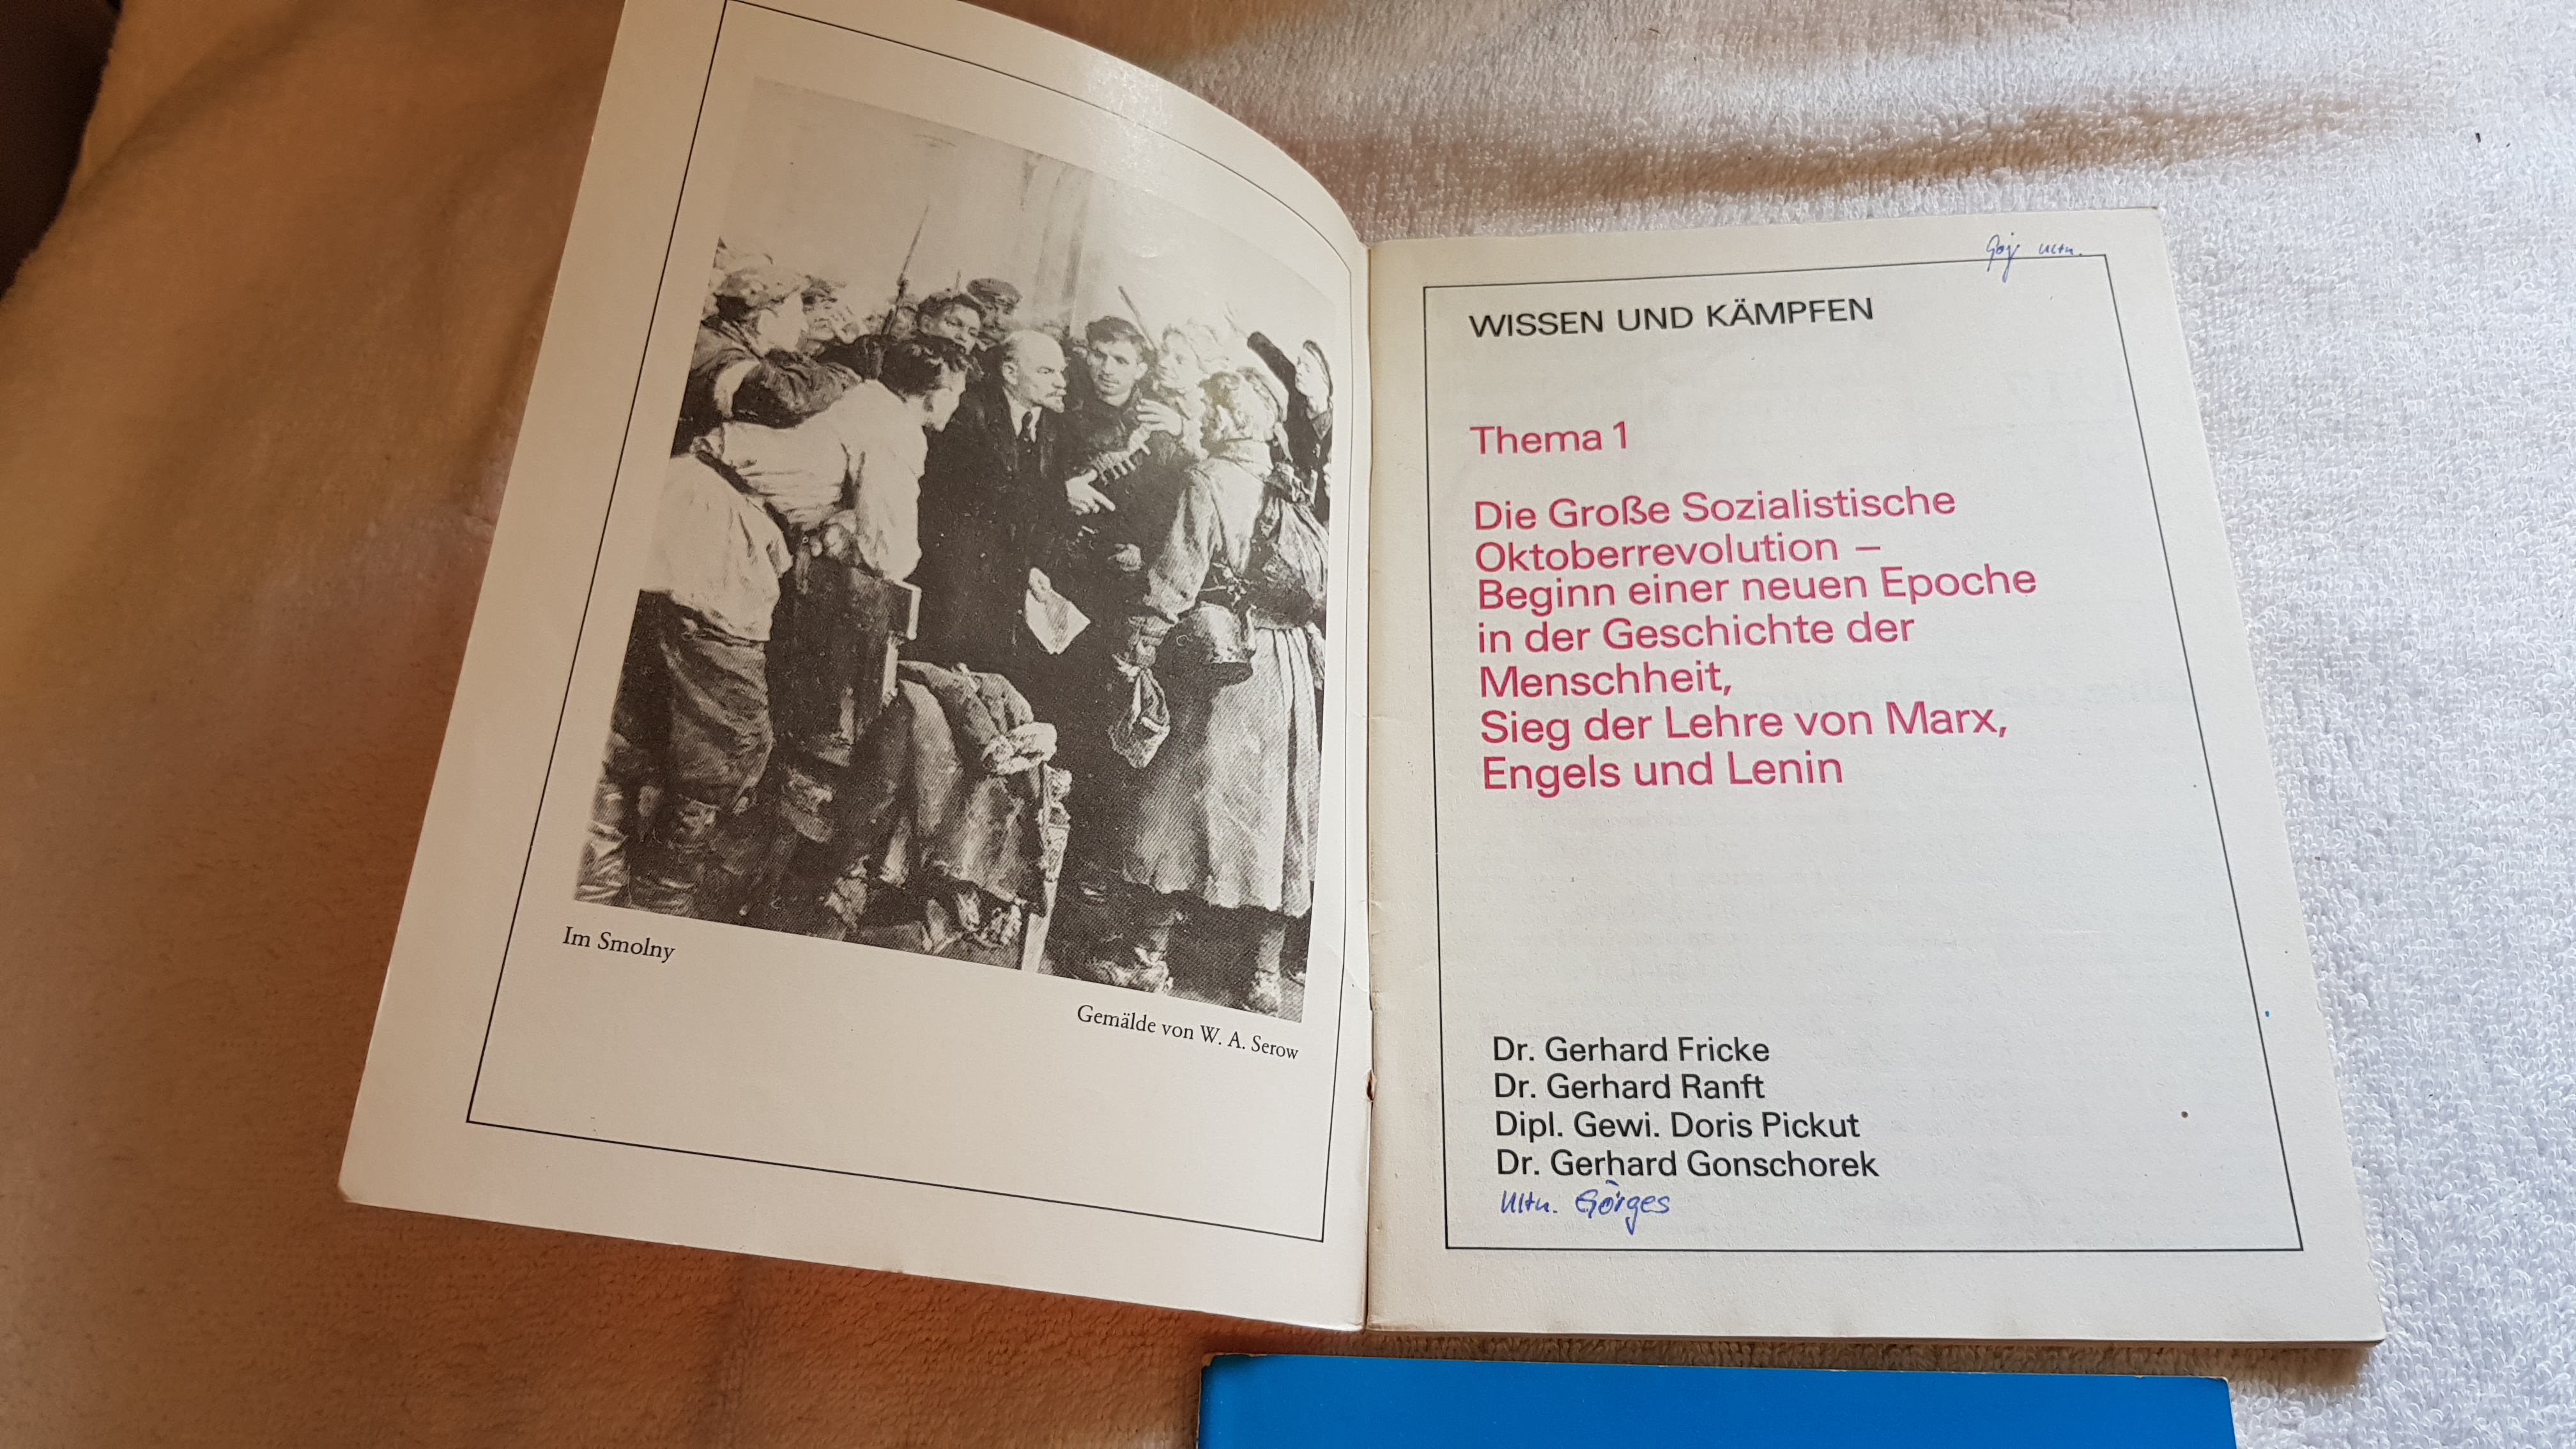 Im Smolny
Gemälde von W. A. Serow
WISSEN UND KÄMPFEN
Thema 1
Die Große Sozialistische
Oktoberrevolution –
Beginn einer neuen Epoche
in der Geschichte der
Menschheit,
Sieg der Lehre von Marx,
Engels und Lenin
Dr. Gerhard Fricke
Dr. Gerhard Ranft
Dipl. Gewi. Doris Pickut
Dr. Gerhard Gonschorek
Ultn. Görges